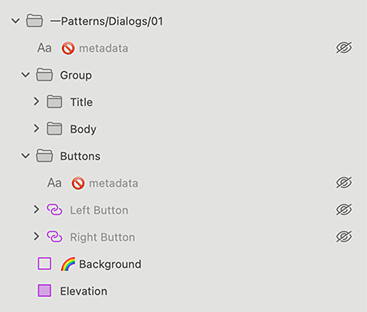 —Patterns/Dialogs/01
Aa 🚫 metadata
Group
Title
Body
Buttons
Aa 🚫 metadata
Left Button
Right Button
🌈 Background
Elevation